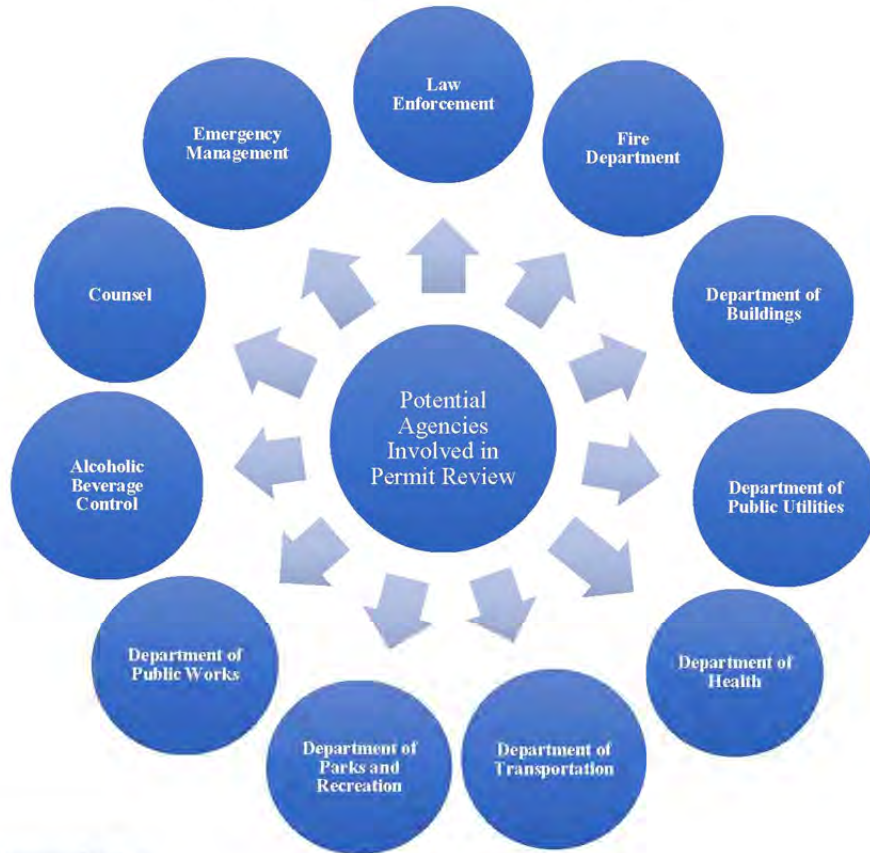 Law
Enforcement
Fire
Department
Department of
Buildings
Department of
Public Utilities
Department of
Health
Department of
Transportation
Department of
Parks and
Recreation
Department of
Public Works
Alcoholic
Beverage
Control
Counsel
Emergency
Management
Potential
Agencies
Involved in
Permit Review